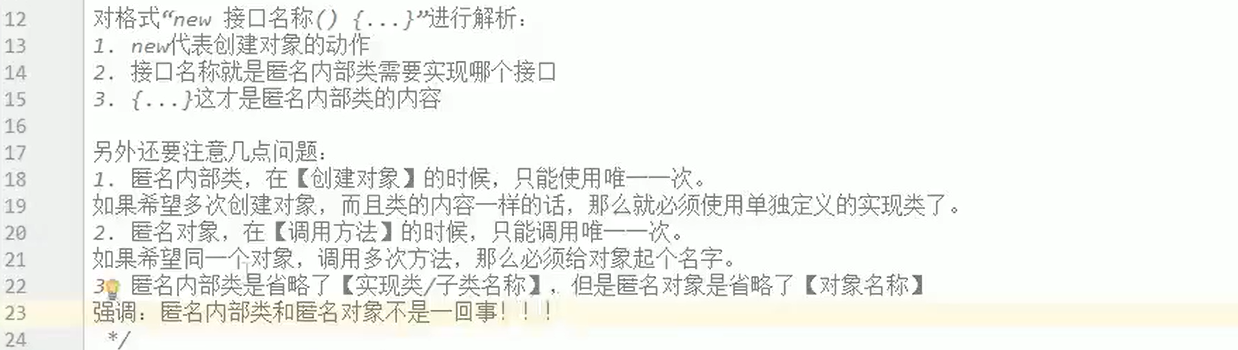 12 对格式“new 接口名称() {...}”进行解析：
13 1. new代表创建对象的动作
14 2. 接口名称就是匿名内部类需要实现哪个接口
15 3. {...}这才是匿名内部类的内容
16
17 另外还要注意几点问题：
18 1. 匿名内部类，在【创建对象】的时候，只能使用唯一一次。
19 如果希望多次创建对象，而且类的内容一样的话，那么就必须使用单独定义的实现类了。
20 2. 匿名对象，在【调用方法】的时候，只能调用唯一一次。
21 如果希望同一个对象，调用多次方法，那么必须给对象起个名字。
22 3. 匿名内部类是省略了【实现类/子类名称】，但是匿名对象是省略了【对象名称】
23 强调：匿名内部类和匿名对象不是一回事！！！
24 */